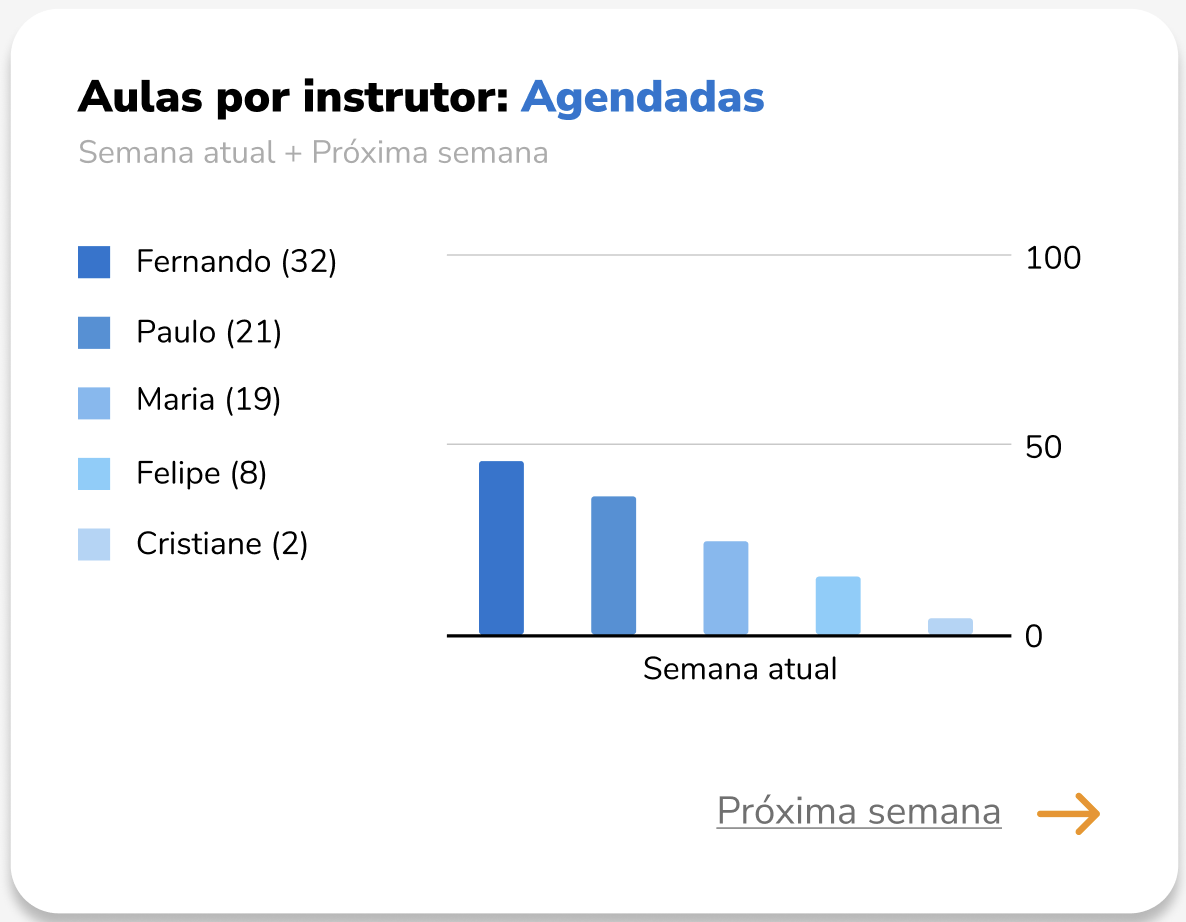 Aulas por instrutor: Agendadas
Semana atual + Próxima semana
Fernando (32)
Paulo (21)
Maria (19)
Felipe (8)
Cristiane (2)
100
50
0
Semana atual
Próxima semana